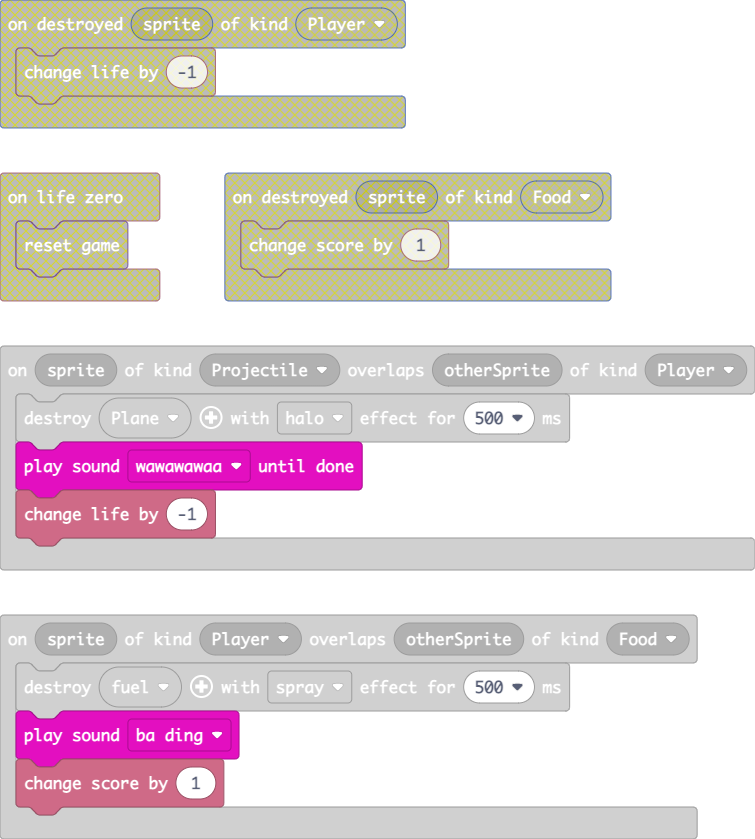 on destroyed sprite of kind Player
change life by -1
on life zero
reset game
on destroyed sprite of kind Food
change score by 1
on sprite of kind Projectile overlaps otherSprite of kind Player
destroy Plane with halo effect for 500 ms
play sound wawawawaa until done
change life by -1
on sprite of kind Player overlaps otherSprite of kind Food
destroy fuel with spray effect for 500 ms
play sound ba ding
change score by 1